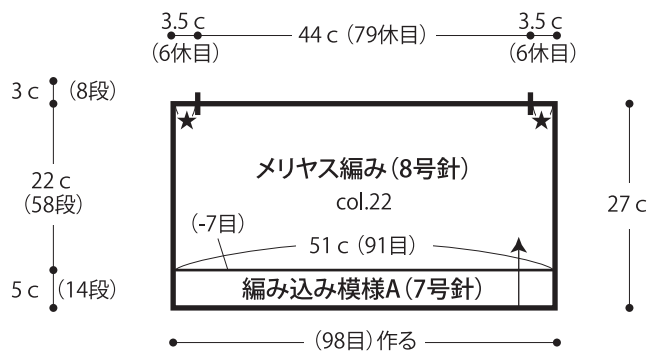 3.5 c
44 c（79休目）
3.5 c
（6休目）
（6休目）
3 c （8段）
★
★
メリヤス編み（8号針）
22 c
（58段）
col.22
27 c
（-7目）
51 c（91目）
5 c （14段）
編み込み模様A（7号針）
（98目）作る